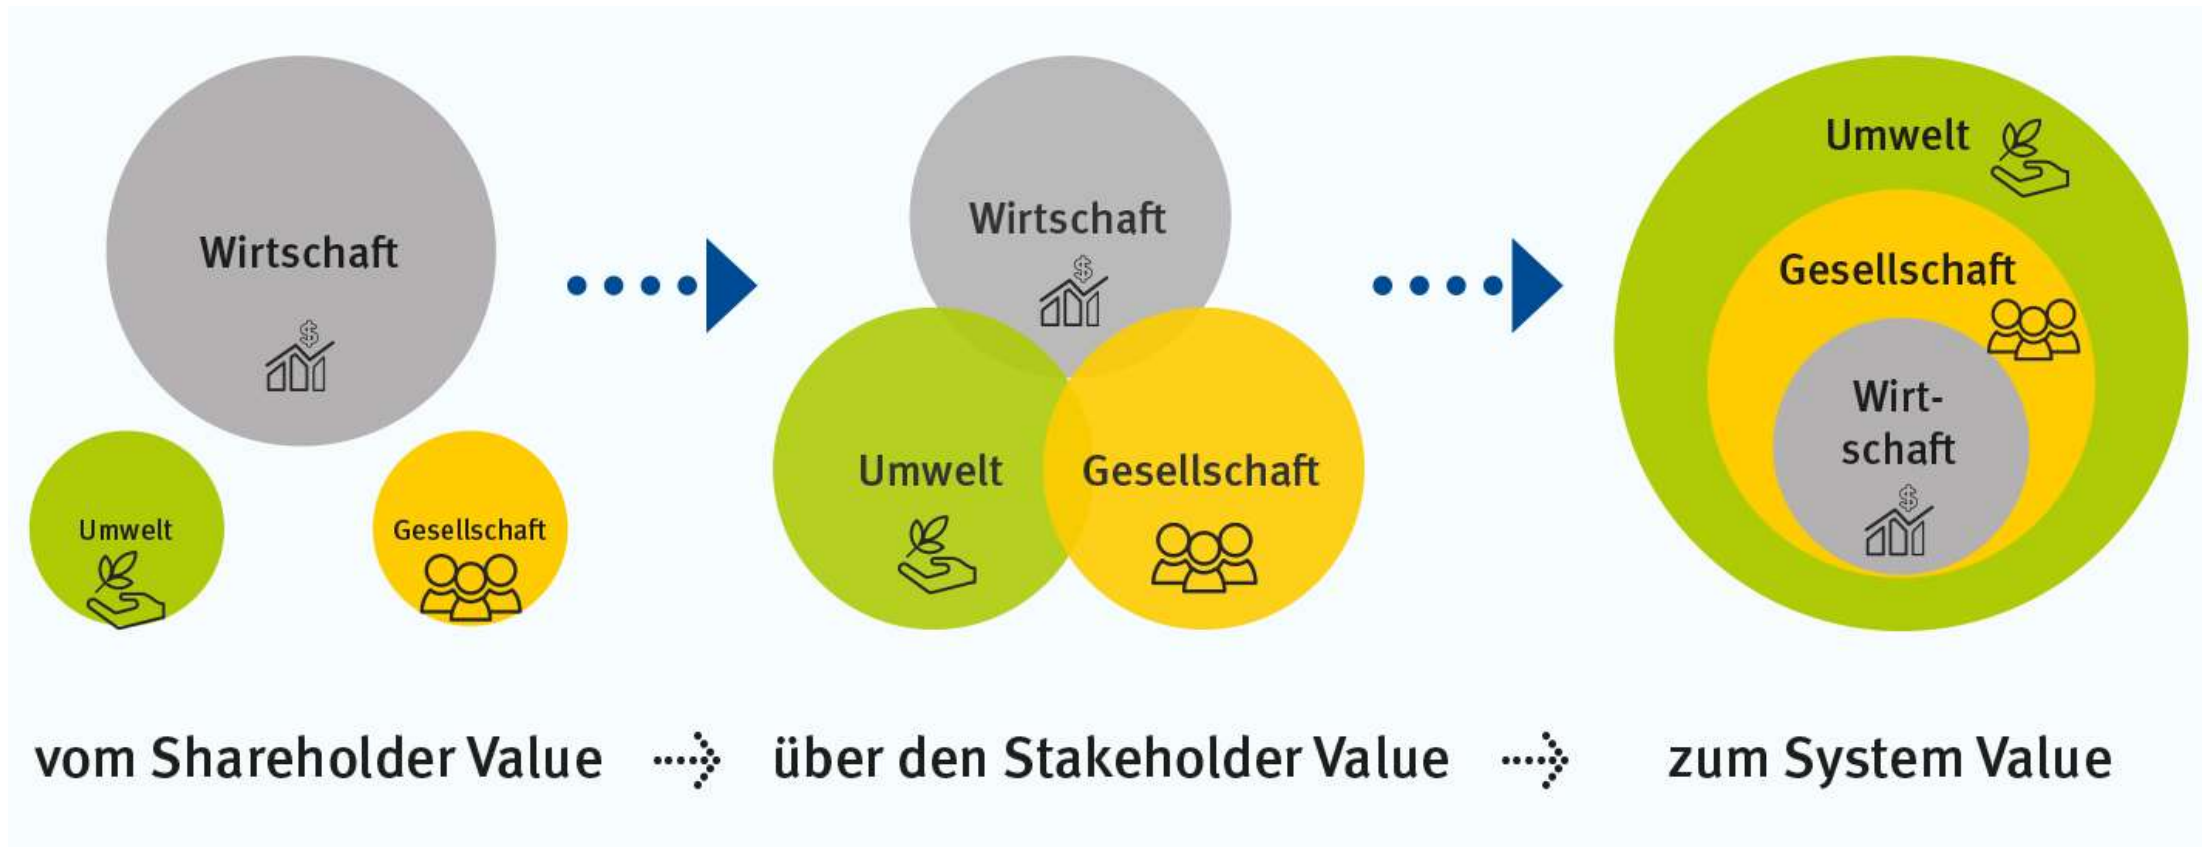 Wirtschaft
$
Umwelt
Gesellschaft
Wirtschaft
$
Umwelt
Gesellschaft
Umwelt
Gesellschaft
Wirt-
schaft
$
vom Shareholder Value
über den Stakeholder Value
zum System Value